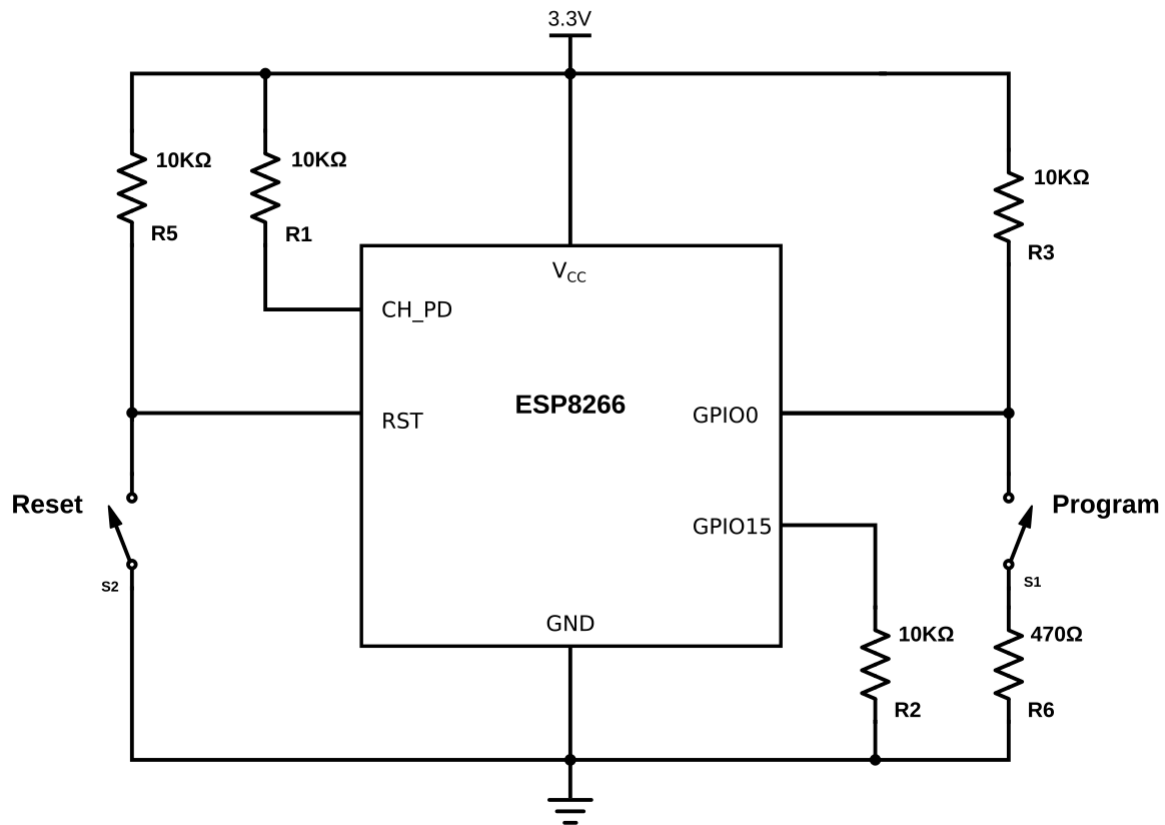 3.3V
10KΩ
10KΩ
10KΩ
R5
R1
R3
V_CC
CH_PD
ESP8266
RST
GPIO0
Reset
Program
GPIO15
S2
S1
GND
10KΩ
470Ω
R2
R6